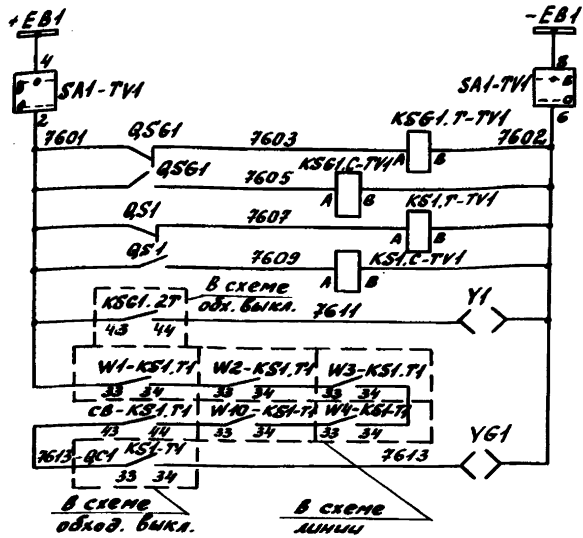 +EB1 -EB1
4 8
Б О
О
SA1-TV1 SA1-TV1
2 6
7601 QSG1 7603 KSG1.T-TV1 7602
A B
QSG1 7605 KSG1.C-TV1
A B
QS1 7607 KS1.T-TV1
A B
QS1 7609 KS1.C-TV1
A B
В схеме
обх. выкл.
KSG1.2T 7611 Y1
43 44
W1-KS1.T1 W2-KS1.T1 W3-KS1.T1
33 34 33 34 33 34
СВ-KS1.T1 W10-KS1-T1 W4-KS1-T1
43 44 33 34 33 34
7613-QC1 KS1-T1 7613 YG1
33 34
В схеме
обход. выкл.
В схеме
линии